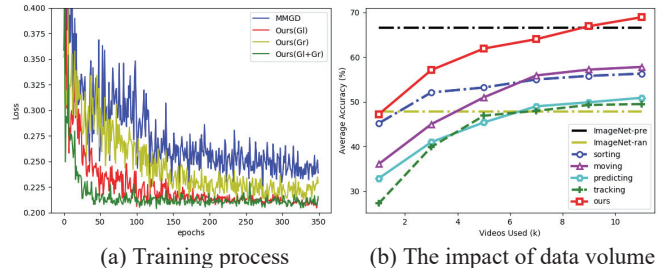 0.400
0.375
0.350
0.325
0.300
0.275
0.250
0.225
0.200
Loss
MMGD
Ours(Gl)
Ours(Gr)
Ours(Gl+Gr)
0 50 100 150 200 250 300 350
epochs
(a) Training process
70
60
50
40
30
Average Accuracy (%)
ImageNet-pre
ImageNet-ran
sorting
moving
predicting
tracking
ours
2 4 6 8 10
Videos Used (k)
(b) The impact of data volume